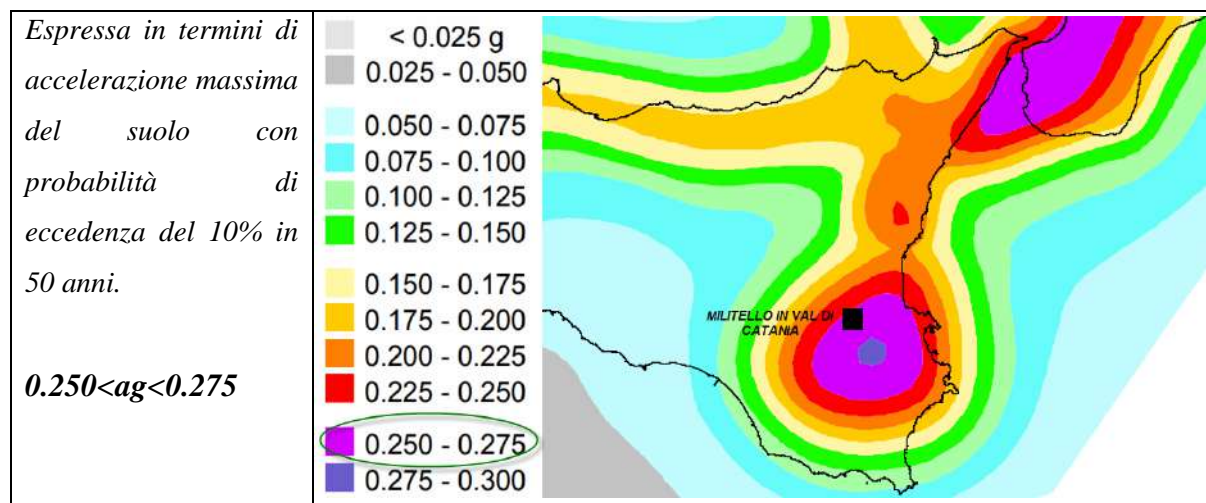 Espressa in termini di
accelerazione massima
del suolo con
probabilità di
eccedenza del 10% in
50 anni.
0.250<ag<0.275
< 0.025 g
0.025 - 0.050
0.050 - 0.075
0.075 - 0.100
0.100 - 0.125
0.125 - 0.150
0.150 - 0.175
0.175 - 0.200
0.200 - 0.225
0.225 - 0.250
0.250 - 0.275
0.275 - 0.300
MILITELLO IN VAL DI
CATANIA